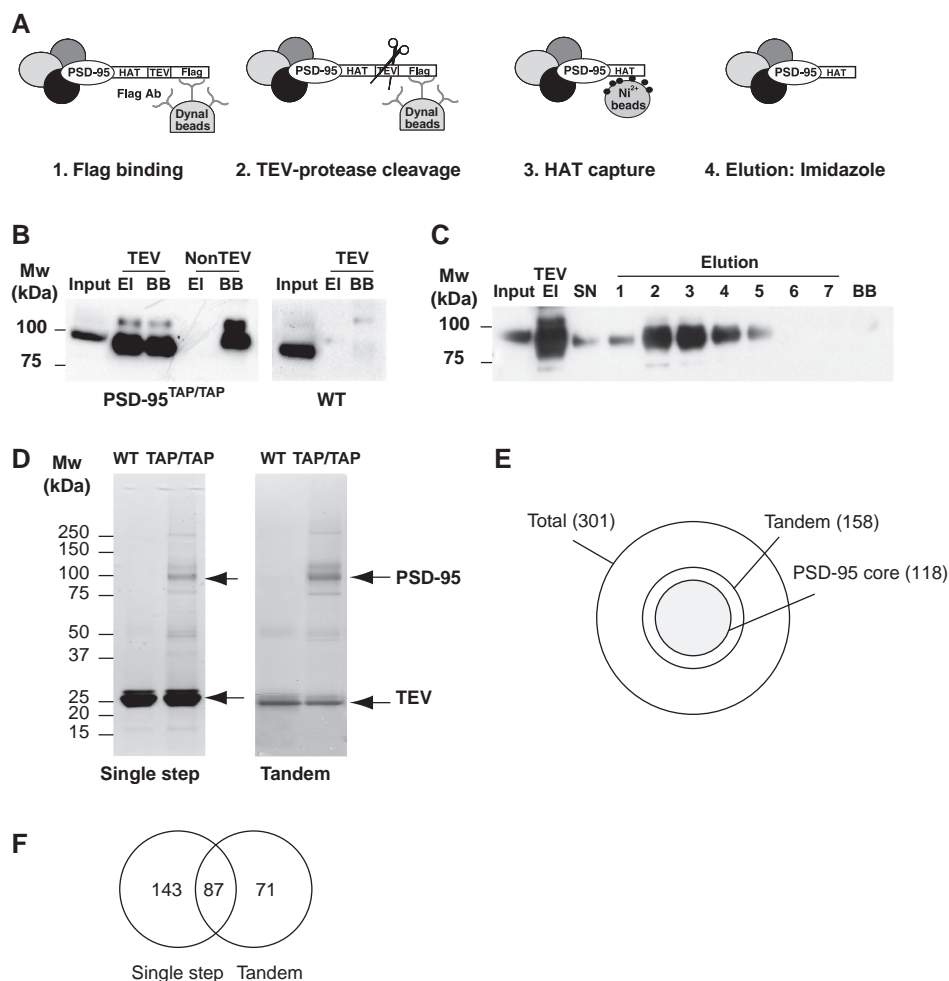 A
PSD-95 HAT TEV Flag
Flag Ab
Dynal
beads
PSD-95 HAT TEV Flag
Dynal
beads
PSD-95 HAT
Ni2+
beads
PSD-95 HAT
1. Flag binding
2. TEV-protease cleavage
3. HAT capture
4. Elution: Imidazole
B
Mw
(kDa)
TEV NonTEV
Input El BB El BB
100
75
PSD-95TAP/TAP
TEV
Input El BB
WT
C
Mw
(kDa)
TEV Elution
Input El SN 1 2 3 4 5 6 7 BB
100
75
D
Mw
(kDa)
WT TAP/TAP WT TAP/TAP
250
150
100
75
50
37
25
20
15
PSD-95
TEV
Single step Tandem
E
Total (301)
Tandem (158)
PSD-95 core (118)
F
143 87 71
Single step Tandem